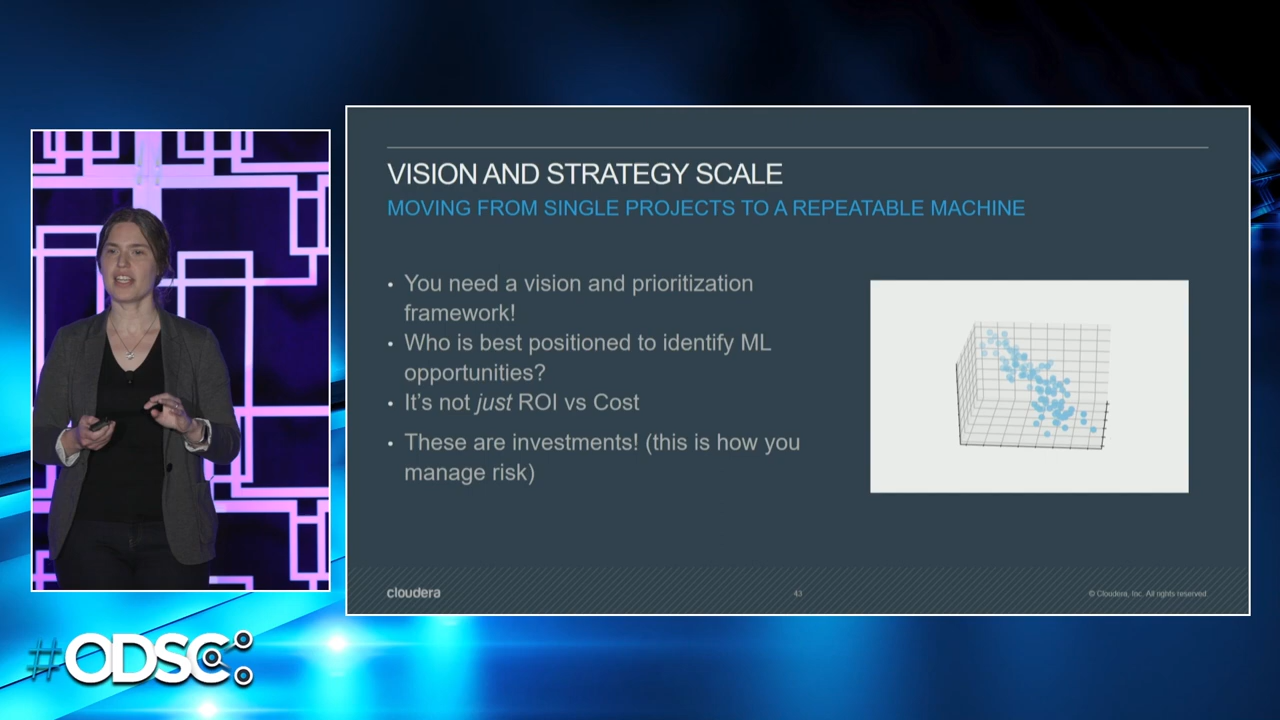 VISION AND STRATEGY SCALE
MOVING FROM SINGLE PROJECTS TO A REPEATABLE MACHINE
• You need a vision and prioritization
framework!
• Who is best positioned to identify ML
opportunities?
• It's not just ROI vs Cost
• These are investments! (this is how you
manage risk)
cloudera
43
© Cloudera, Inc. All rights reserved.
#ODSC